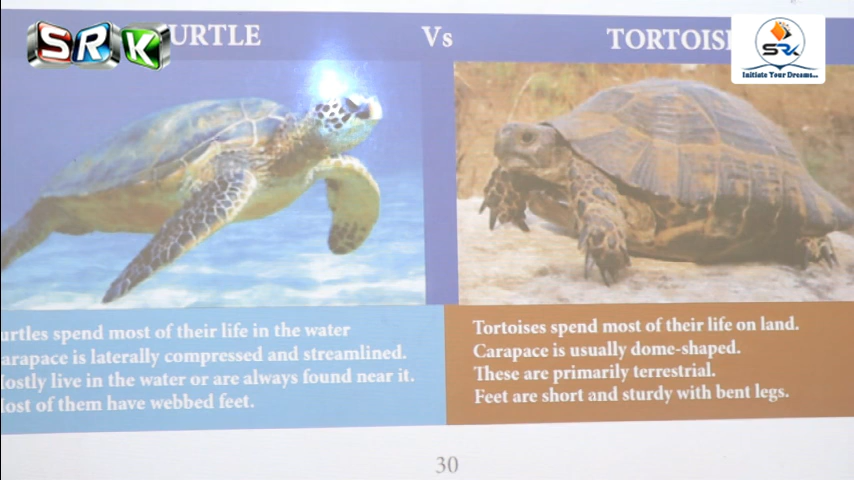 SRK
URTLE Vs TORTOIS
SRK
Initiate Your Dreams...
urtles spend most of their life in the water
arapace is laterally compressed and streamlined.
ostly live in the water or are always found near it.
ost of them have webbed feet.
Tortoises spend most of their life on land.
Carapace is usually dome-shaped.
These are primarily terrestrial.
Feet are short and sturdy with bent legs.
30